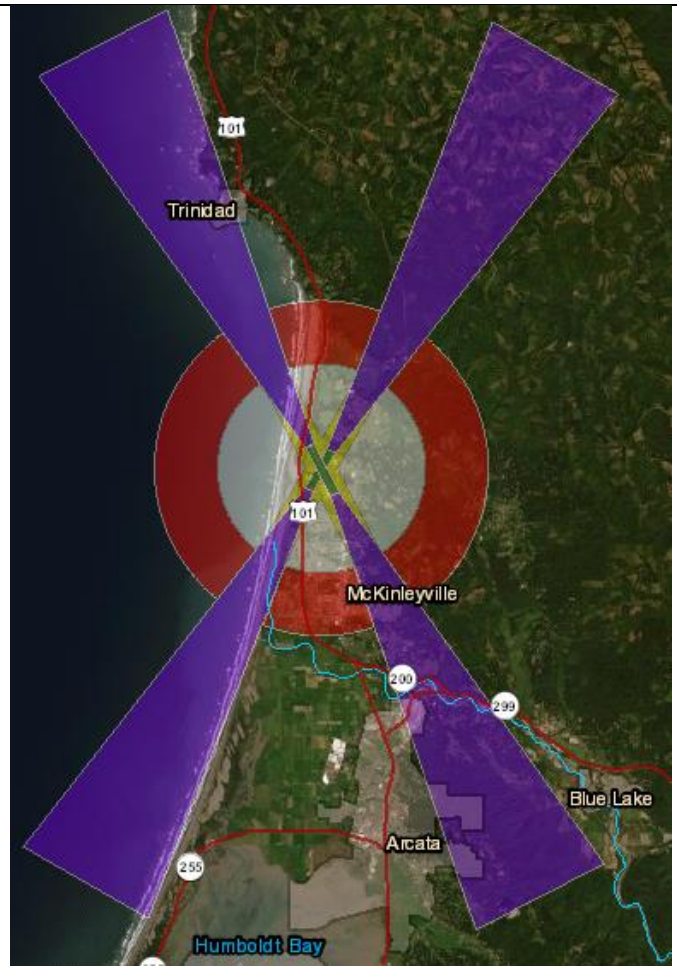 101
Trinidad
101
McKinleyville
200
299
Blue Lake
Arcata
255
Humboldt Bay